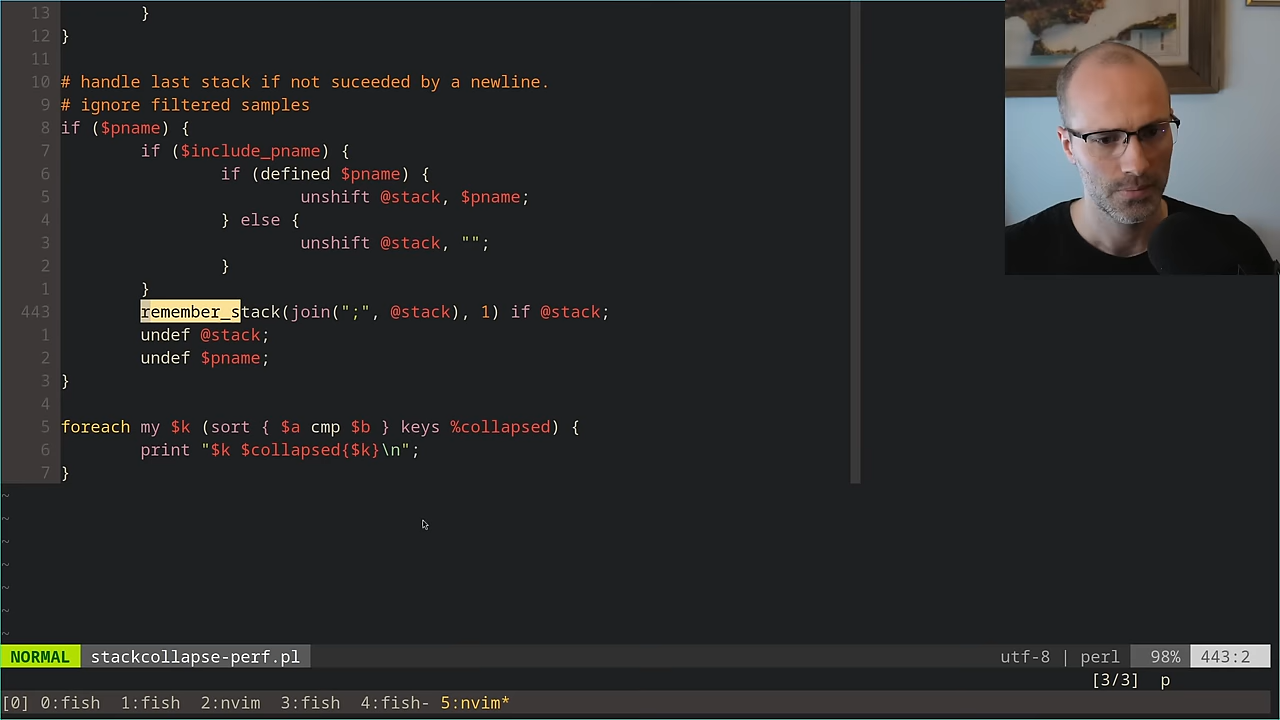 13         }
12 }
11
10 # handle last stack if not suceeded by a newline.
9 # ignore filtered samples
8 if ($pname) {
7         if ($include_pname) {
6                 if (defined $pname) {
5                         unshift @stack, $pname;
4                 } else {
3                         unshift @stack, "";
2                 }
1         }
443         remember_stack(join(";", @stack), 1) if @stack;
1         undef @stack;
2         undef $pname;
3 }
4
5 foreach my $k (sort { $a cmp $b } keys %collapsed) {
6         print "$k $collapsed{$k}\n";
7 }
~
~
~
~
~
~
~
NORMAL stackcollapse-perf.pl utf-8 | perl 98% 443:2
[3/3] p
[0] 0:fish 1:fish 2:nvim 3:fish 4:fish- 5:nvim*